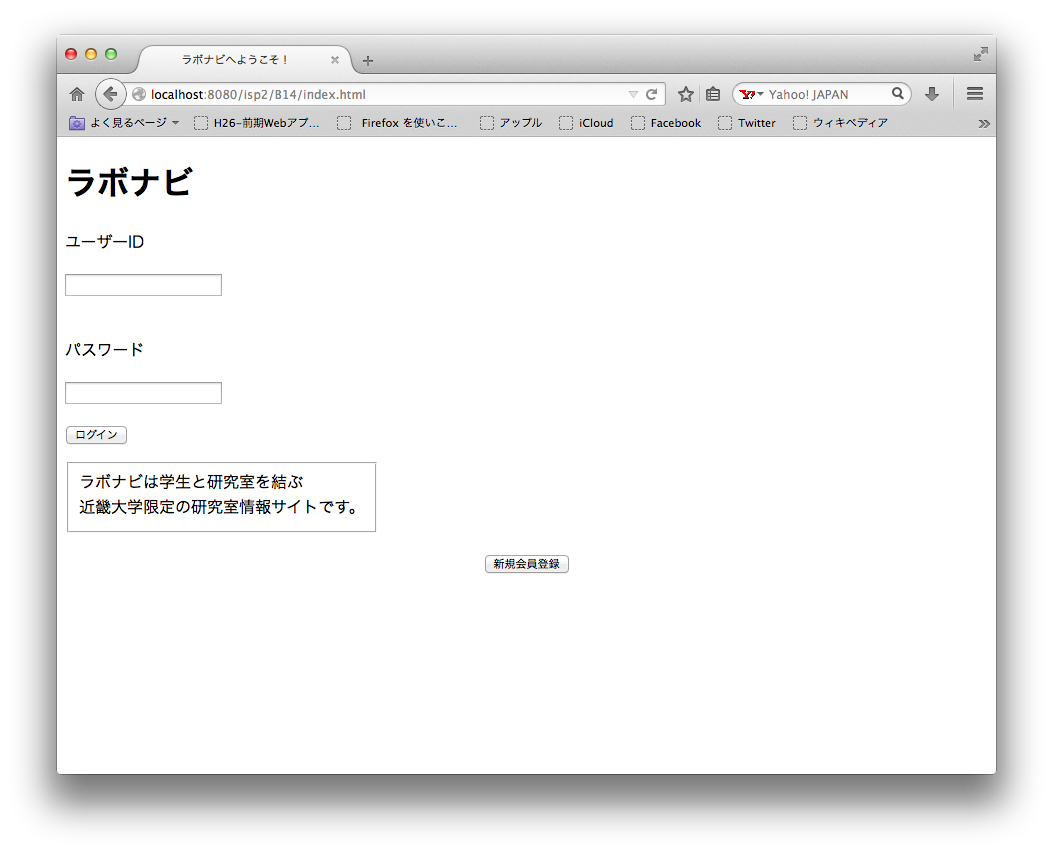 ラボナビへようこそ！
localhost:8080/isp2/B14/index.html
Yahoo! JAPAN
よく見るページ H26-前期Webアプ... Firefox を使いこ... アップル iCloud Facebook Twitter ウィキペディア
ラボナビ
ユーザーID
パスワード
ログイン
ラボナビは学生と研究室を結ぶ
近畿大学限定の研究室情報サイトです。
新規会員登録